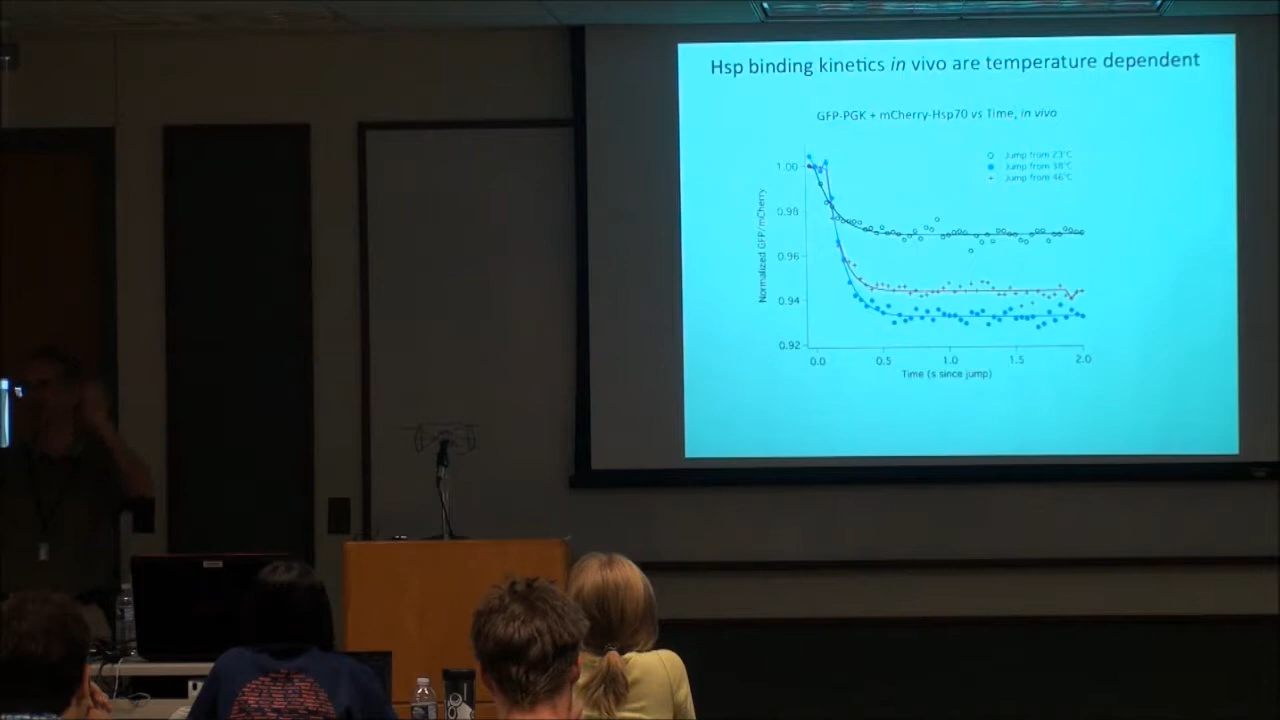 Hsp binding kinetics in vivo are temperature dependent
GFP-PGK + mCherry-Hsp70 vs Time, in vivo
Jump from 23°C
Jump from 38°C
Jump from 46°C
Normalized GFP/mCherry
1.00
0.98
0.96
0.94
0.92
0.0 0.5 1.0 1.5 2.0
Time (s since jump)